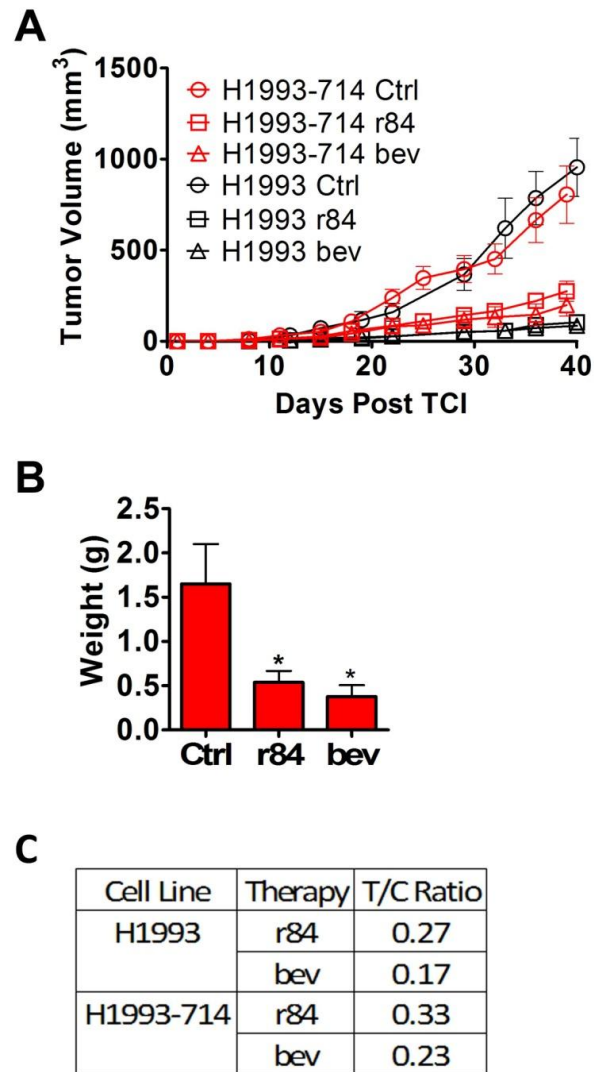 A
Tumor Volume (mm³)
1500
1000
500
0
H1993-714 Ctrl
H1993-714 r84
H1993-714 bev
H1993 Ctrl
H1993 r84
H1993 bev
0 10 20 30 40
Days Post TCI
B
Weight (g)
2.5
2.0
1.5
1.0
0.5
0.0
* *
Ctrl r84 bev
C
Cell Line Therapy T/C Ratio
H1993 r84 0.27
bev 0.17
H1993-714 r84 0.33
bev 0.23